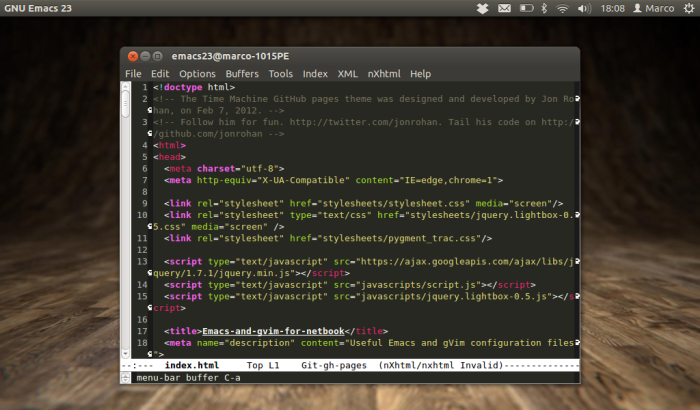 GNU Emacs 23
18:08 Marco
emacs23@marco-1015PE
File Edit Options Buffers Tools Index XML nXhtml Help
1 <!doctype html>
2 <!-- The Time Machine GitHub pages theme was designed and developed by Jon Ro
han, on Feb 7, 2012. -->
3 <!-- Follow him for fun. http://twitter.com/jonrohan. Tail his code on http:/
/github.com/jonrohan -->
4 <html>
5 <head>
6 <meta charset="utf-8">
7 <meta http-equiv="X-UA-Compatible" content="IE=edge,chrome=1">
8
9 <link rel="stylesheet" href="stylesheets/stylesheet.css" media="screen"/>
10 <link rel="stylesheet" type="text/css" href="stylesheets/jquery.lightbox-0.
5.css" media="screen" />
11 <link rel="stylesheet" href="stylesheets/pygment_trac.css"/>
12
13 <script type="text/javascript" src="https://ajax.googleapis.com/ajax/libs/j
query/1.7.1/jquery.min.js"></script>
14 <script type="text/javascript" src="javascripts/script.js"></script>
15 <script type="text/javascript" src="javascripts/jquery.lightbox-0.5.js"></s
cript>
16
17 <title>Emacs-and-gvim-for-netbook</title>
18 <meta name="description" content="Useful Emacs and gVim configuration files
">
--:--- index.html Top L1 Git-gh-pages (nXhtml/nxhtml Invalid)-------------
menu-bar buffer C-a